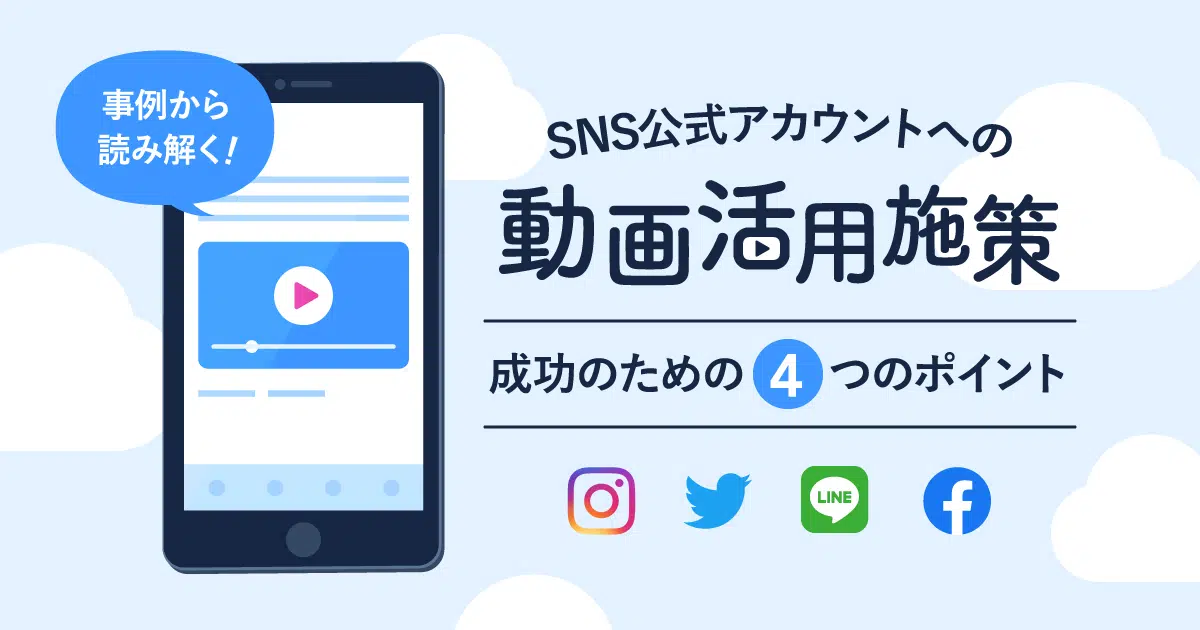 事例から
読み解く!
SNS公式アカウントへの
動画活用施策
成功のための4つのポイント
LINE